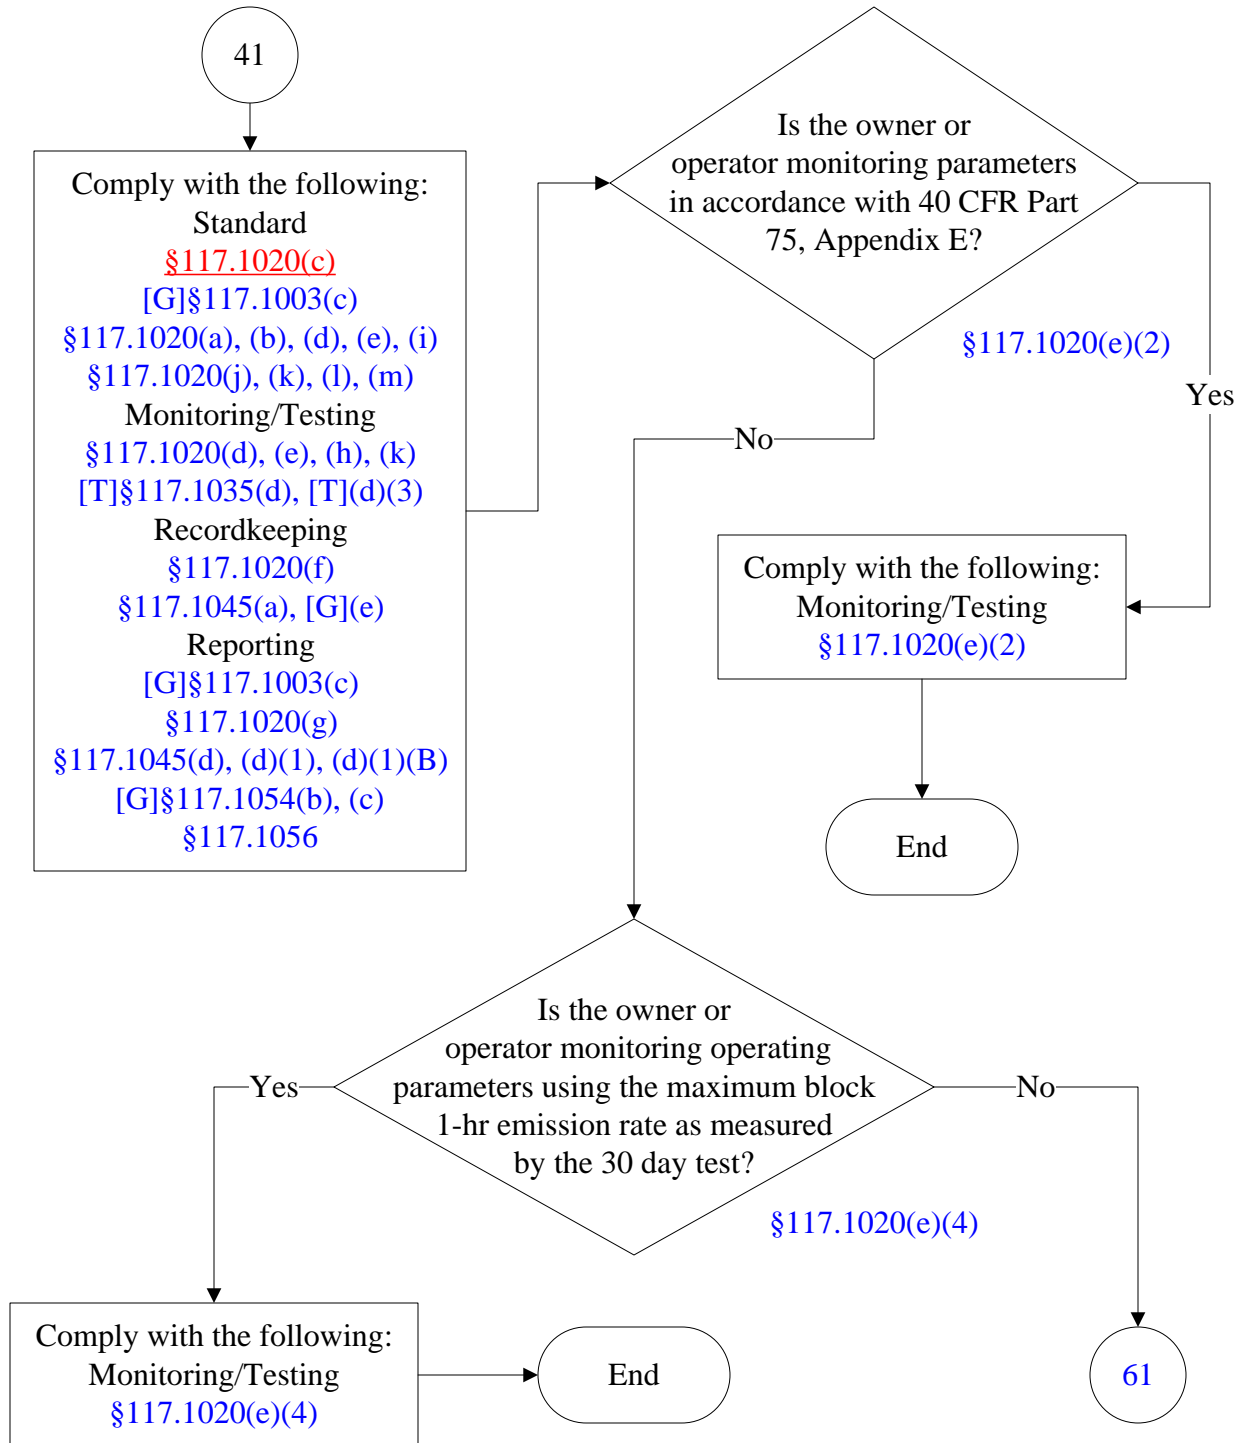 41
Comply with the following:
Standard
§117.1020(c)
[G]§117.1003(c)
§117.1020(a), (b), (d), (e), (i)
§117.1020(j), (k), (l), (m)
Monitoring/Testing
§117.1020(d), (e), (h), (k)
[T]§117.1035(d), [T](d)(3)
Recordkeeping
§117.1020(f)
§117.1045(a), [G](e)
Reporting
[G]§117.1003(c)
§117.1020(g)
§117.1045(d), (d)(1), (d)(1)(B)
[G]§117.1054(b), (c)
§117.1056
Is the owner or
operator monitoring parameters
in accordance with 40 CFR Part
75, Appendix E?
§117.1020(e)(2)
Yes
No
Comply with the following:
Monitoring/Testing
§117.1020(e)(2)
End
Is the owner or
operator monitoring operating
parameters using the maximum block
1-hr emission rate as measured
by the 30 day test?
§117.1020(e)(4)
Yes
No
Comply with the following:
Monitoring/Testing
§117.1020(e)(4)
End
61